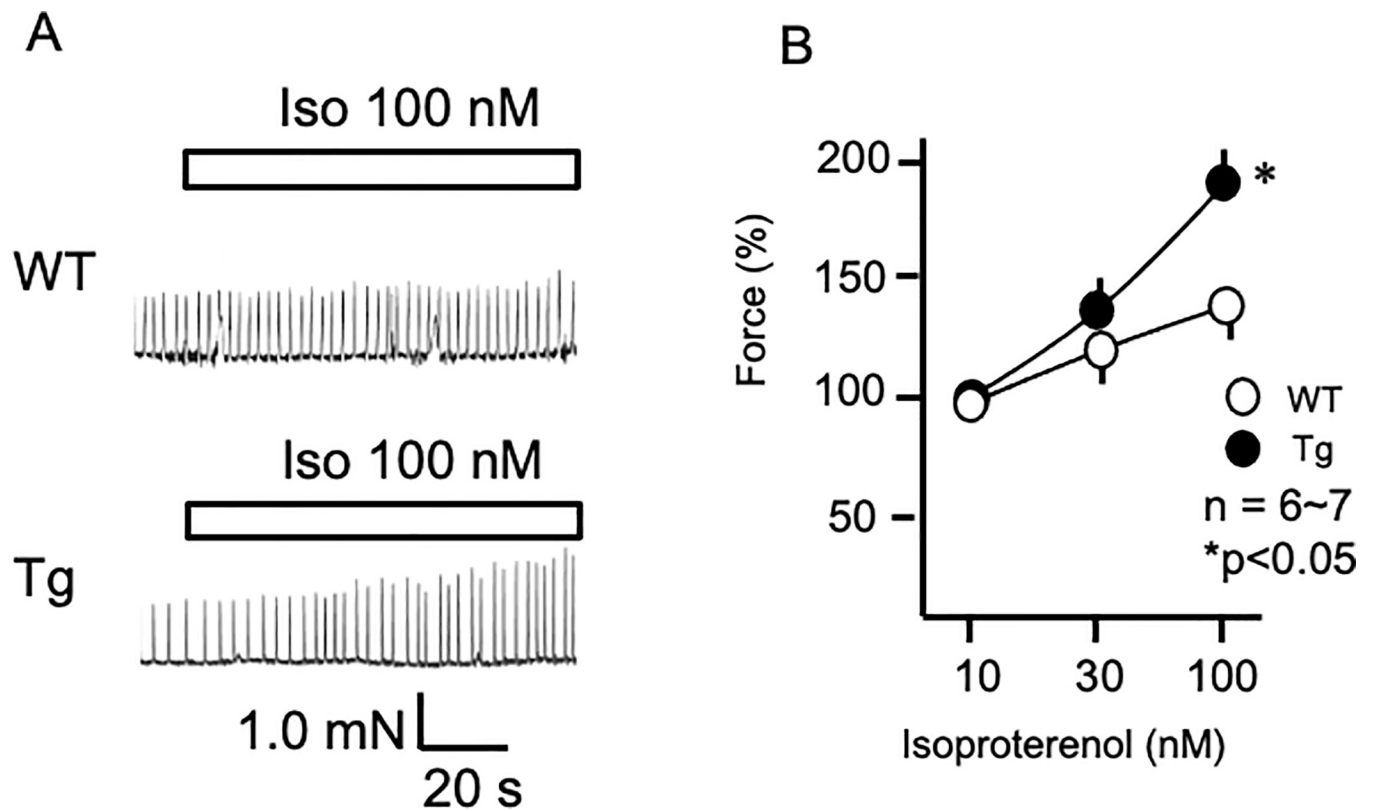 A
Iso 100 nM
WT
Iso 100 nM
Tg
1.0 mN
20 s
B
200
150
100
50
Force (%)
*
WT
Tg
n = 6~7
*p<0.05
10 30 100
Isoproterenol (nM)